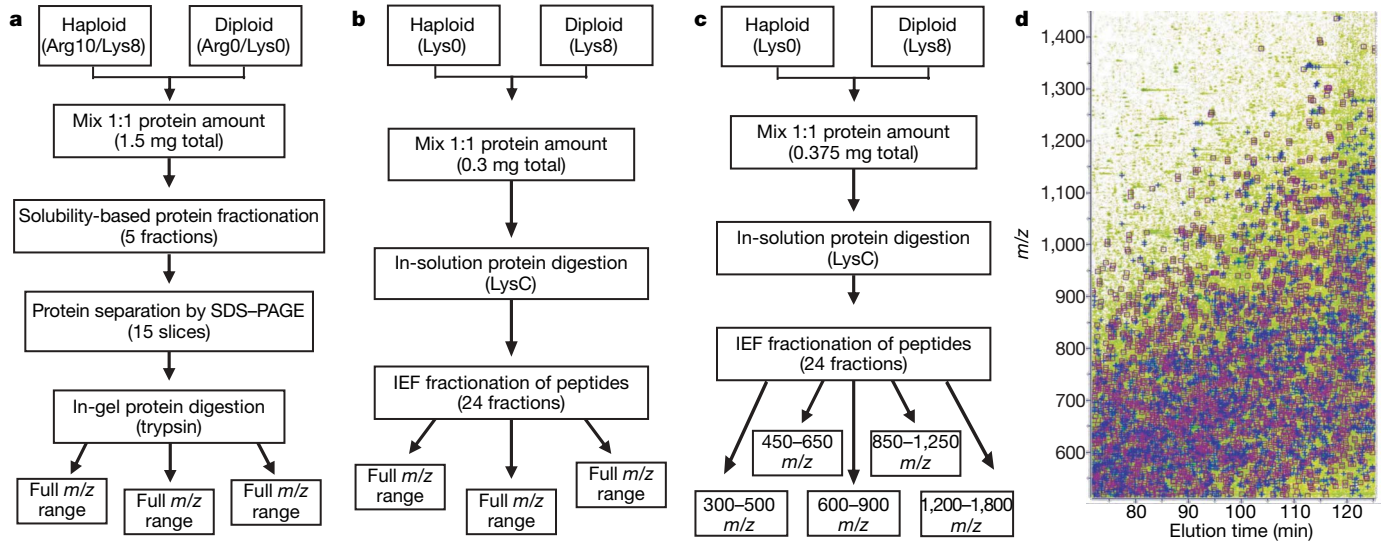 a
Haploid
(Arg10/Lys8)
Diploid
(Arg0/Lys0)
Mix 1:1 protein amount
(1.5 mg total)
Solubility-based protein fractionation
(5 fractions)
Protein separation by SDS–PAGE
(15 slices)
In-gel protein digestion
(trypsin)
Full m/z
range
Full m/z
range
Full m/z
range
b
Haploid
(Lys0)
Diploid
(Lys8)
Mix 1:1 protein amount
(0.3 mg total)
In-solution protein digestion
(LysC)
IEF fractionation of peptides
(24 fractions)
Full m/z
range
Full m/z
range
Full m/z
range
c
Haploid
(Lys0)
Diploid
(Lys8)
Mix 1:1 protein amount
(0.375 mg total)
In-solution protein digestion
(LysC)
IEF fractionation of peptides
(24 fractions)
450–650
m/z
850–1,250
m/z
300–500
m/z
600–900
m/z
1,200–1,800
m/z
d
1,400
1,300
1,200
1,100
1,000
900
800
700
600
m/z
80
90
100
110
120
Elution time (min)